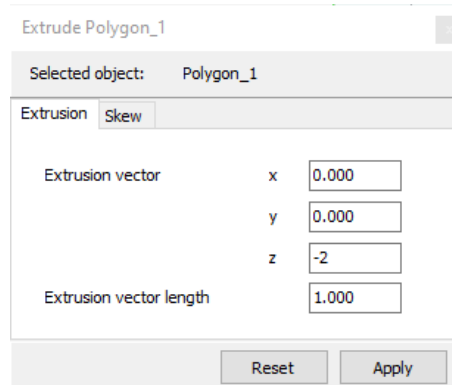 Extrude Polygon_1
Selected object: Polygon_1
Extrusion Skew
Extrusion vector x 0.000
y 0.000
z -2
Extrusion vector length 1.000
Reset Apply